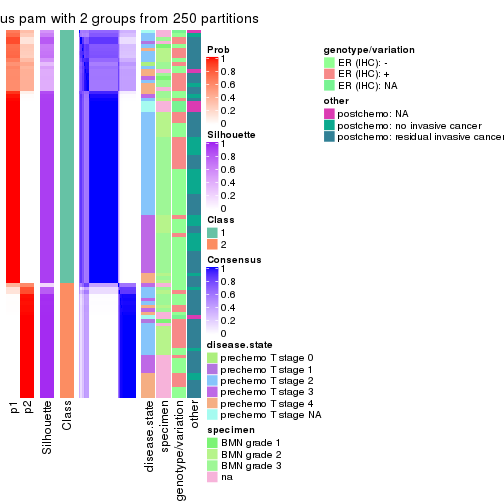 us pam with 2 groups from 250 partitions
Prob
1
0.8
0.6
0.4
0.2
0
Silhouette
1
0.8
0.6
0.4
0.2
0
Class
1
2
Consensus
1
0.8
0.6
0.4
0.2
0
disease.state
prechemo T stage 0
prechemo T stage 1
prechemo T stage 2
prechemo T stage 3
prechemo T stage 4
prechemo T stage NA
specimen
BMN grade 1
BMN grade 2
BMN grade 3
na
genotype/variation
ER (IHC): -
ER (IHC): +
ER (IHC): NA
other
postchemo: NA
postchemo: no invasive cancer
postchemo: residual invasive cancer
p1
p2
Silhouette
Class
disease.state
specimen
genotype/variation
other